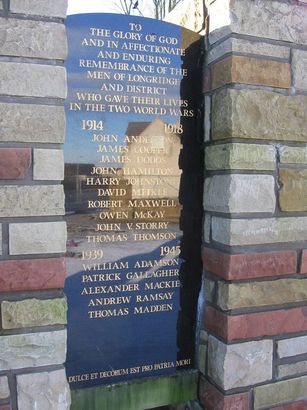 TO
THE GLORY OF GOD
AND IN AFFECTIONATE
AND ENDURING
REMEMBRANCE OF THE
MEN OF LONGRIDGE
AND DISTRICT
WHO GAVE THEIR LIVES
IN THE TWO WORLD WARS
1914 1918
JOHN ANDERSON
JAMES COOPER
JAMES DODDS
JOHN HAMILTON
HARRY JOHNSTONE
DAVID MEIKLE
ROBERT MAXWELL
OWEN McKAY
JOHN V. STORRY
THOMAS THOMSON
1939 1945
WILLIAM ADAMSON
PATRICK GALLAGHER
ALEXANDER MACKIE
ANDREW RAMSAY
THOMAS MADDEN
DULCE ET DECORUM EST PRO PATRIA MORI